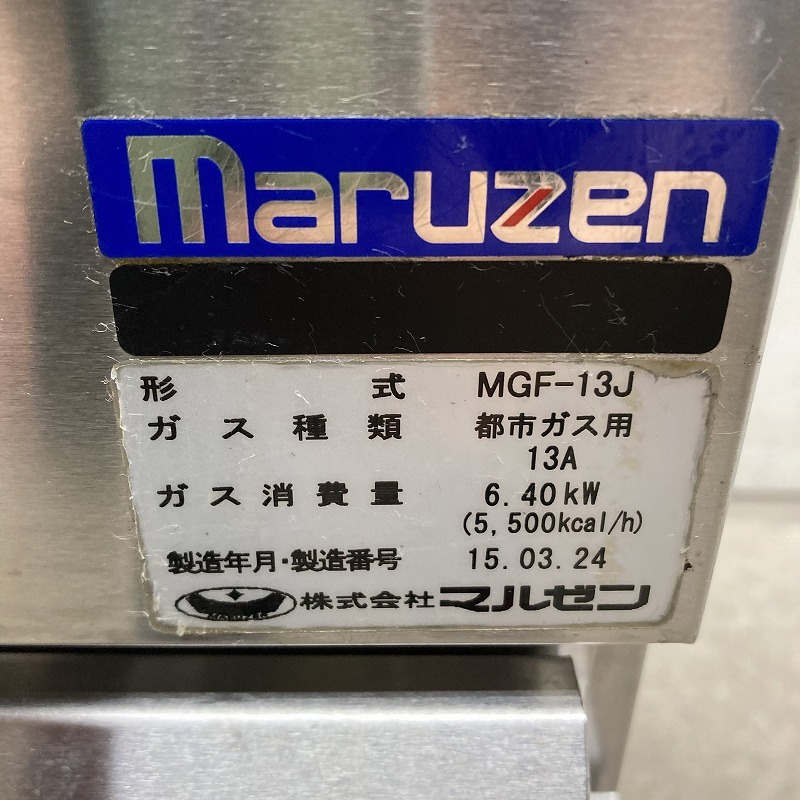 maruzen
形式 MGF-13J
ガス種類 都市ガス用
13A
ガス消費量 6.40kW
(5,500kcal/h)
製造年月・製造番号 15.03.24
MARUZEN 株式会社マルゼン